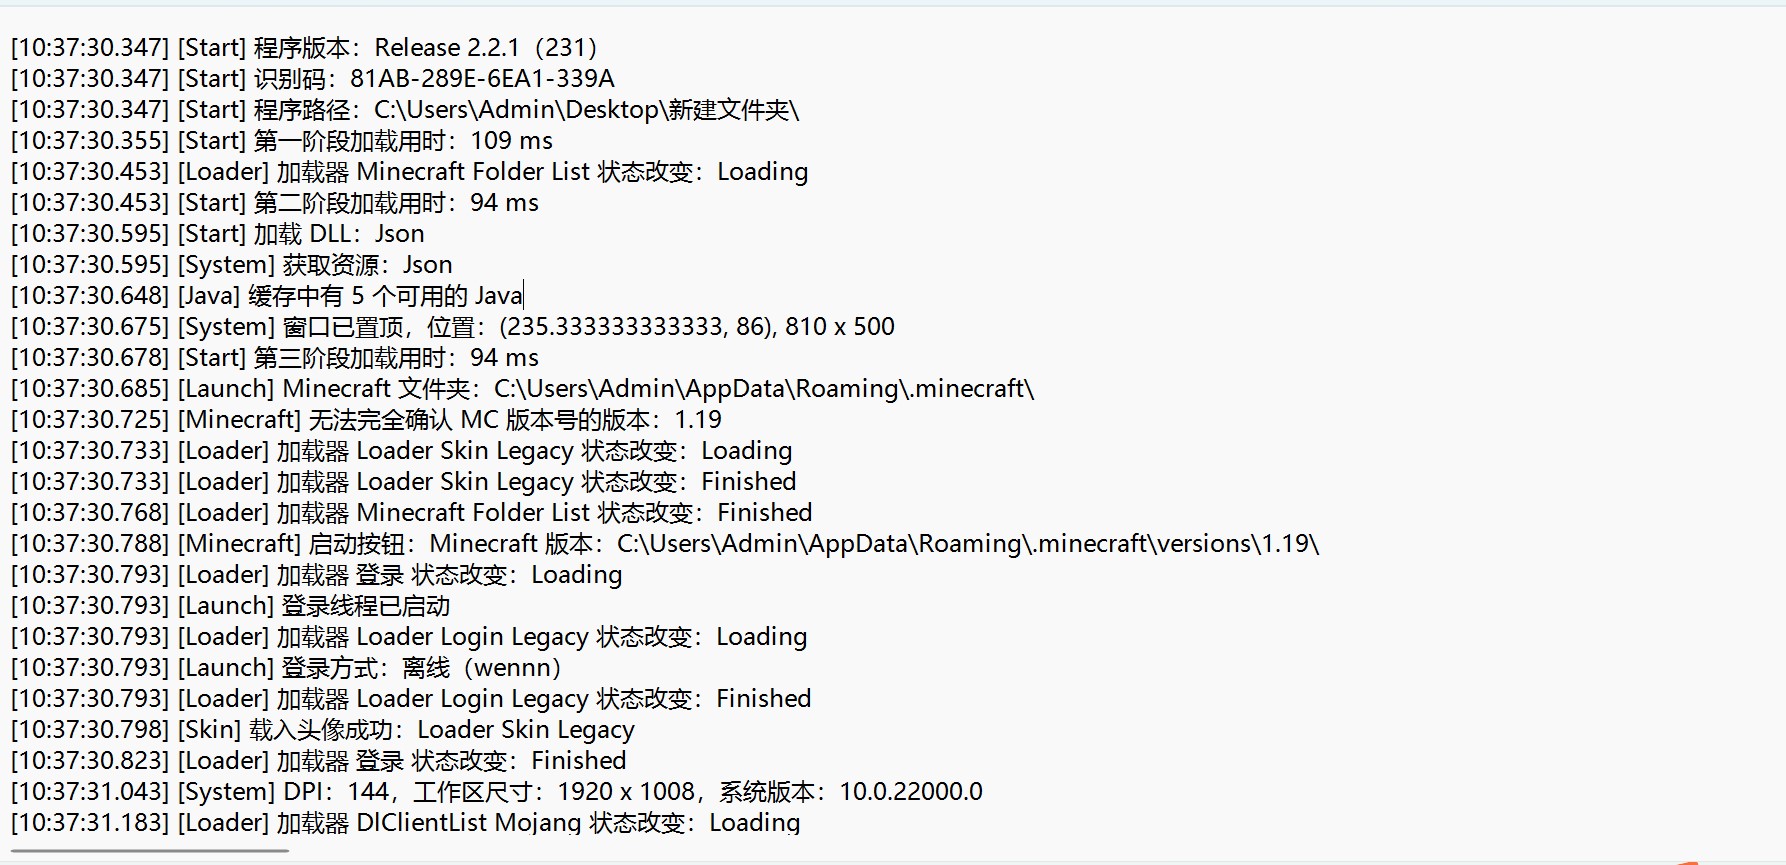 [10:37:30.347] [Start] 程序版本：Release 2.2.1（231）
[10:37:30.347] [Start] 识别码：81AB-289E-6EA1-339A
[10:37:30.347] [Start] 程序路径：C:\Users\Admin\Desktop\新建文件夹\
[10:37:30.355] [Start] 第一阶段加载用时：109 ms
[10:37:30.453] [Loader] 加载器 Minecraft Folder List 状态改变：Loading
[10:37:30.453] [Start] 第二阶段加载用时：94 ms
[10:37:30.595] [Start] 加载 DLL：Json
[10:37:30.595] [System] 获取资源：Json
[10:37:30.648] [Java] 缓存中有 5 个可用的 Java
[10:37:30.675] [System] 窗口已置顶，位置：(235.333333333333, 86), 810 x 500
[10:37:30.678] [Start] 第三阶段加载用时：94 ms
[10:37:30.685] [Launch] Minecraft 文件夹：C:\Users\Admin\AppData\Roaming\.minecraft\
[10:37:30.725] [Minecraft] 无法完全确认 MC 版本号的版本：1.19
[10:37:30.733] [Loader] 加载器 Loader Skin Legacy 状态改变：Loading
[10:37:30.733] [Loader] 加载器 Loader Skin Legacy 状态改变：Finished
[10:37:30.768] [Loader] 加载器 Minecraft Folder List 状态改变：Finished
[10:37:30.788] [Minecraft] 启动按钮：Minecraft 版本：C:\Users\Admin\AppData\Roaming\.minecraft\versions\1.19\
[10:37:30.793] [Loader] 加载器 登录 状态改变：Loading
[10:37:30.793] [Launch] 登录线程已启动
[10:37:30.793] [Loader] 加载器 Loader Login Legacy 状态改变：Loading
[10:37:30.793] [Launch] 登录方式：离线（wennn）
[10:37:30.793] [Loader] 加载器 Loader Login Legacy 状态改变：Finished
[10:37:30.798] [Skin] 载入头像成功：Loader Skin Legacy
[10:37:30.823] [Loader] 加载器 登录 状态改变：Finished
[10:37:31.043] [System] DPI：144，工作区尺寸：1920 x 1008，系统版本：10.0.22000.0
[10:37:31.183] [Loader] 加载器 DlClientList Mojang 状态改变：Loading